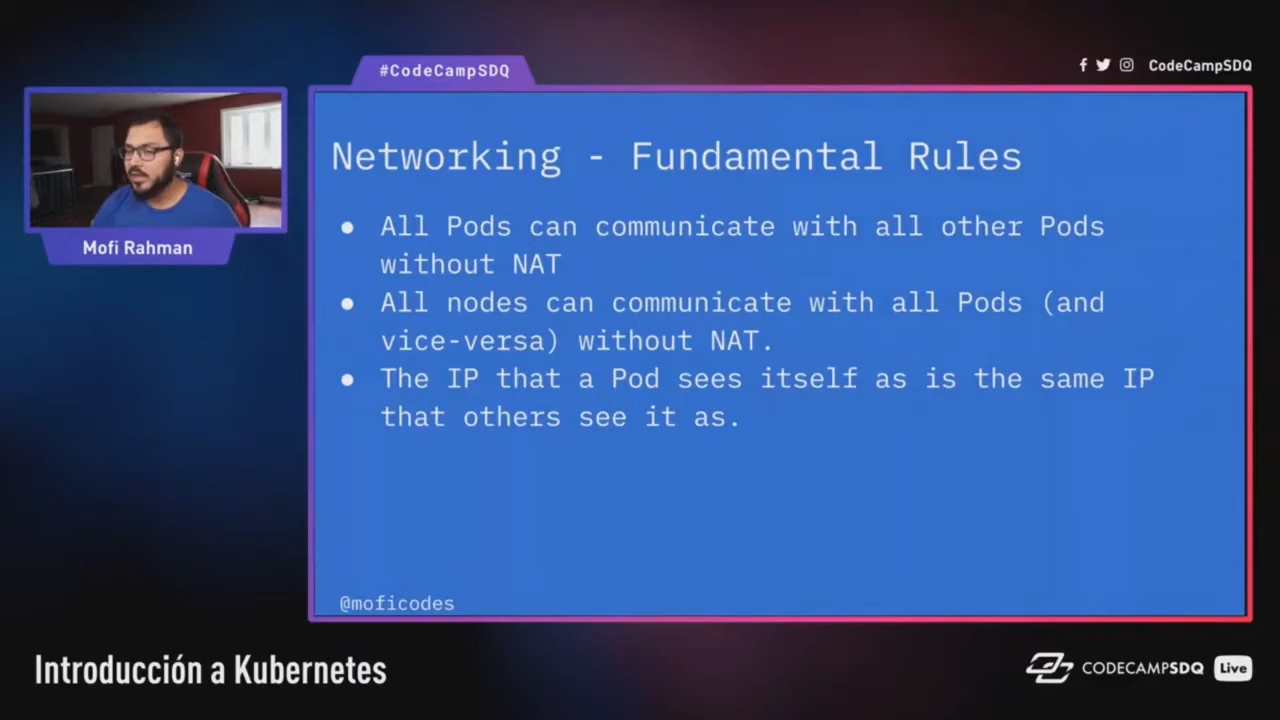 #CodeCampSDQ
CodeCampSDQ
Mofi Rahman
Networking - Fundamental Rules
● All Pods can communicate with all other Pods
without NAT
● All nodes can communicate with all Pods (and
vice-versa) without NAT.
● The IP that a Pod sees itself as is the same IP
that others see it as.
@moficodes
Introducción a Kubernetes
CODECAMPSDQ Live